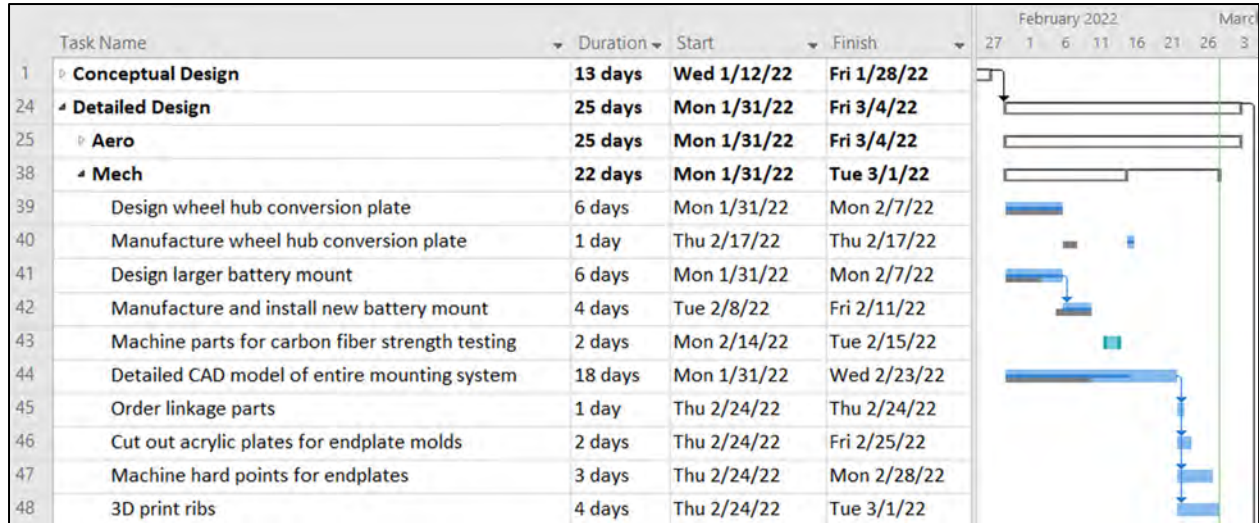 February 2022 Marc
Task Name Duration Start Finish 27 1 6 11 16 21 26 3
1 Conceptual Design 13 days Wed 1/12/22 Fri 1/28/22
24 Detailed Design 25 days Mon 1/31/22 Fri 3/4/22
25 Aero 25 days Mon 1/31/22 Fri 3/4/22
38 Mech 22 days Mon 1/31/22 Tue 3/1/22
39 Design wheel hub conversion plate 6 days Mon 1/31/22 Mon 2/7/22
40 Manufacture wheel hub conversion plate 1 day Thu 2/17/22 Thu 2/17/22
41 Design larger battery mount 6 days Mon 1/31/22 Mon 2/7/22
42 Manufacture and install new battery mount 4 days Tue 2/8/22 Fri 2/11/22
43 Machine parts for carbon fiber strength testing 2 days Mon 2/14/22 Tue 2/15/22
44 Detailed CAD model of entire mounting system 18 days Mon 1/31/22 Wed 2/23/22
45 Order linkage parts 1 day Thu 2/24/22 Thu 2/24/22
46 Cut out acrylic plates for endplate molds 2 days Thu 2/24/22 Fri 2/25/22
47 Machine hard points for endplates 3 days Thu 2/24/22 Mon 2/28/22
48 3D print ribs 4 days Thu 2/24/22 Tue 3/1/22